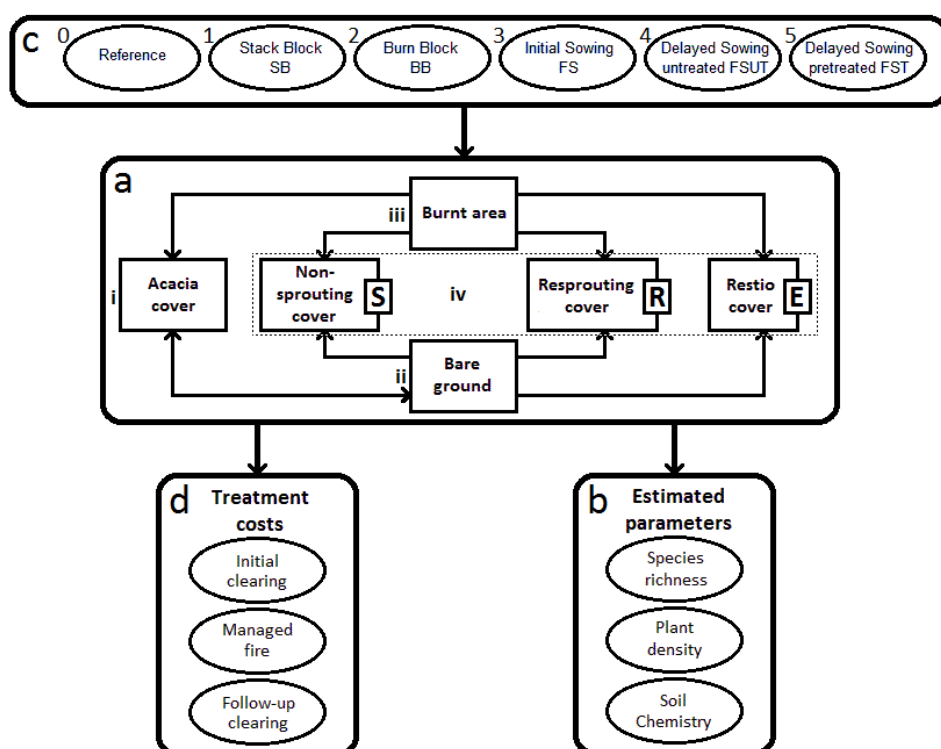 c
0 Reference
1 Stack Block
SB
2 Burn Block
BB
3 Initial Sowing
FS
4 Delayed Sowing
untreated FSUT
5 Delayed Sowing
pretreated FST
a
iii Burnt area
i
Acacia
cover
Non-
sprouting
cover
S
iv
Resprouting
cover
R
Restio
cover
E
ii
Bare
ground
d
Treatment
costs
Initial
clearing
Managed
fire
Follow-up
clearing
b
Estimated
parameters
Species
richness
Plant
density
Soil
Chemistry